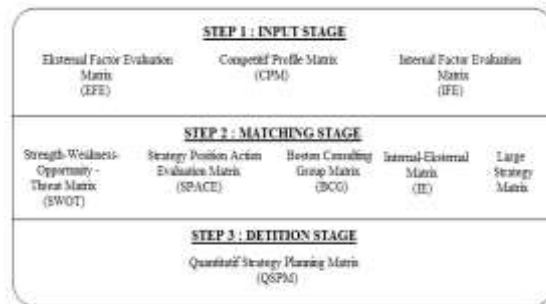 STEP 1 : INPUT STAGE
Eksternal Factor Evaluation
Matrix
(EFE)
Competitif Profile Matrix
(CPM)
Internal Factor Evaluation
Matrix
(IFE)
STEP 2 : MATCHING STAGE
Strength-Weakness-
Opportunity -
Threat Matrix
(SWOT)
Strategy Position Action
Evaluation Matrix
(SPACE)
Boston Consulting
Group Matrix
(BCG)
Internal-Eksternal
Matrix
(IE)
Large
Strategy
Matrix
STEP 3 : DETITION STAGE
Quantitatif Strategy Planning Matrix
(QSPM)